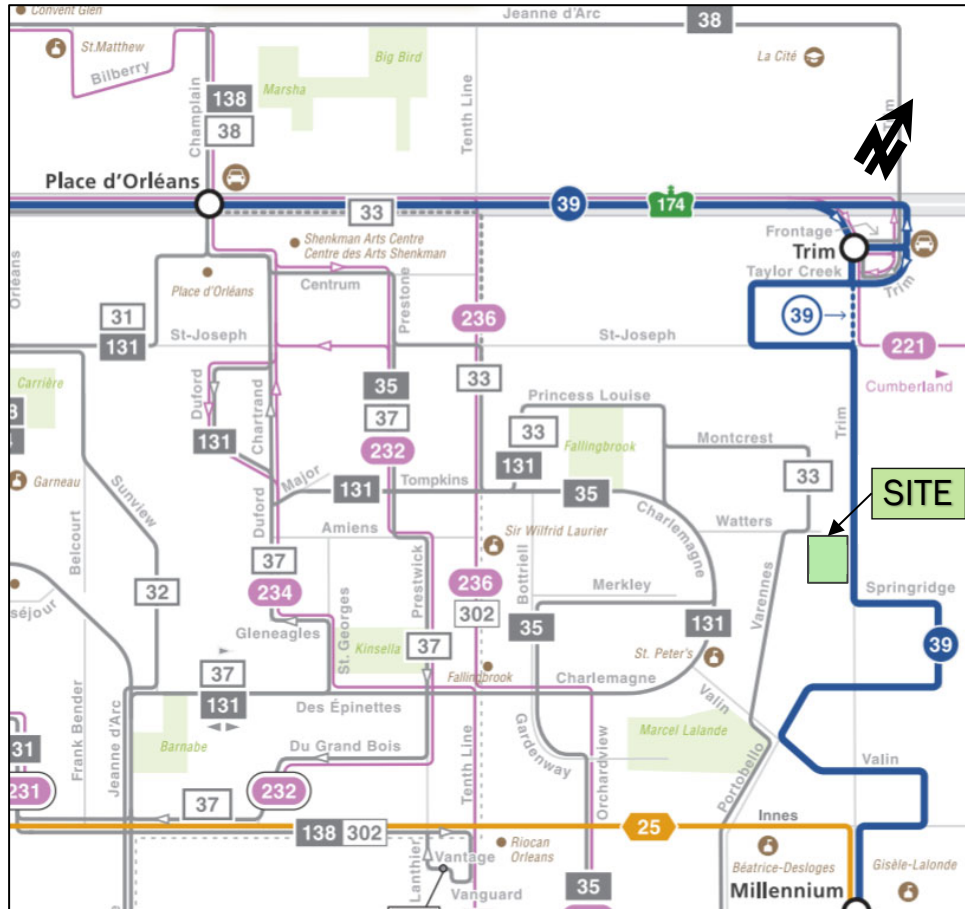 Convent Glen
Jeanne d'Arc
38
St.Matthew
Bilberry
Champlain
138
38
Marsha
Big Bird
Tenth Line
La Cité
Trim
N
Place d'Orléans
33
39
174
Frontage
Trim
Taylor Creek
Trim
Shenkman Arts Centre
Centre des Arts Shenkman
Orleans
Place d'Orléans
Centrum
Prestone
236
39
31
131
St-Joseph
St-Joseph
221
Cumberland
Carrière
Duford
Chartrand
35
37
232
33
Princess Louise
33
131
Fallingbrook
Montcrest
33
Trim
SITE
131
Garneau
Sunview
Belcourt
Major
131
Tompkins
35
Charlemagne
Watters
Duford
Amiens
Sir Wilfrid Laurier
37
234
Prestwick
236
302
Bottriell
Merkley
Varennes
Springridge
32
séjour
Gleneagles
St. Georges
Kinsella
37
35
131
39
St. Peter's
Fallingbrook
Charlemagne
37
131
Des Épinettes
Valin
Frank Bender
Jeanne d'Arc
Barnabe
Du Grand Bois
Tenth Line
Gardenway
Orchardview
Marcel Lalande
Portobello
Valin
31
231
37
232
138
302
25
Innes
Lanthier
Vantage
Vanguard
Riocan
Orleans
35
Béatrice-Desloges
Gisèle-Lalonde
Millennium